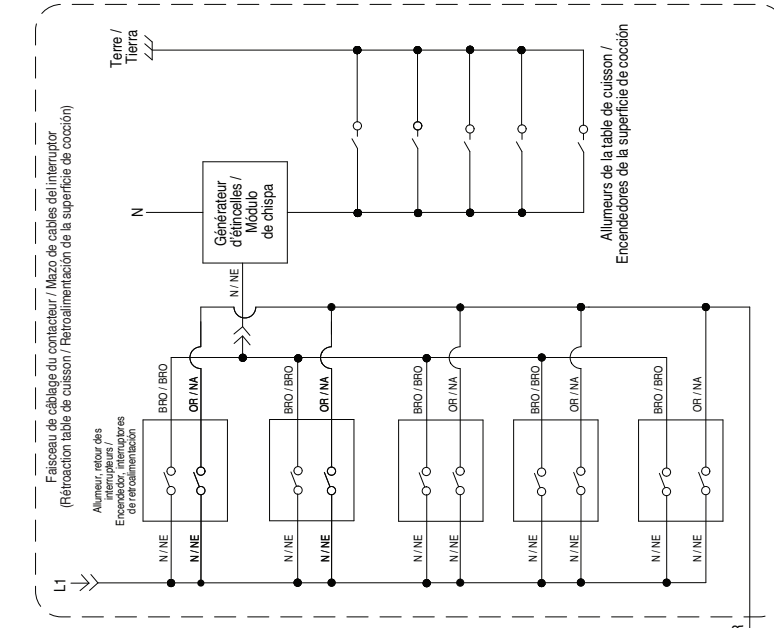 Faisceau de câblage du contacteur / Mazo de cables del interruptor
(Rétroaction table de cuisson / Retroalimentación de la superficie de cocción)
Terre /
Tierra
N
Générateur
d'étincelles /
Módulo
de chispa
Allumeurs de la table de cuisson /
Encendedores de la superficie de cocción
N / NE
Allumeur, retour des
interrupteurs /
Encendedor, interruptores
de retroalimentación
BRO / BRO
OR / NA
BRO / BRO
OR / NA
BRO / BRO
OR / NA
BRO / BRO
OR / NA
BRO / BRO
OR / NA
N / NE
N / NE
N / NE
N / NE
N / NE
N / NE
N / NE
N / NE
N / NE
N / NE
L1